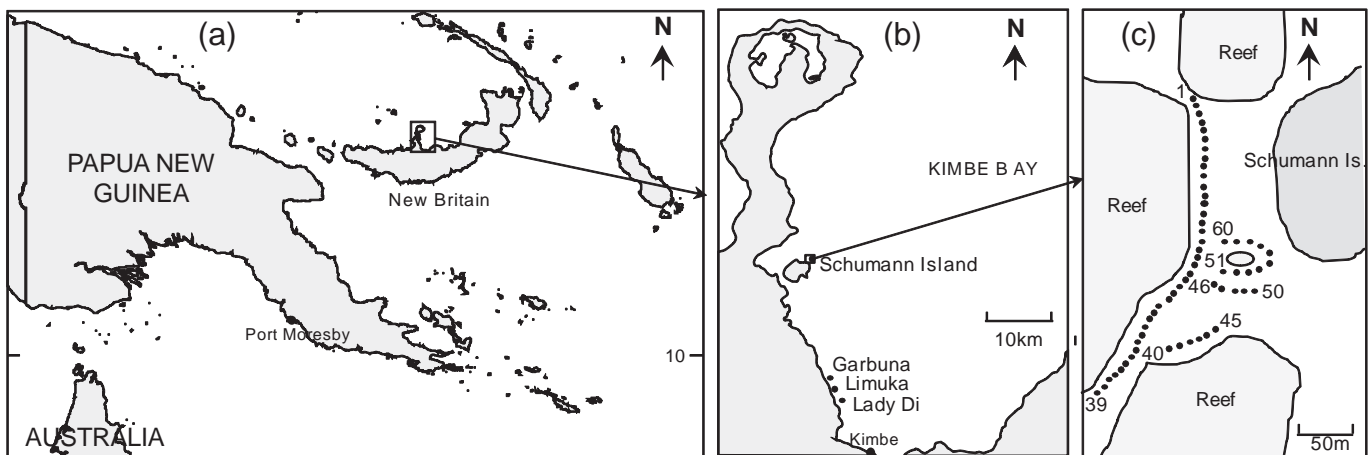 (a)
N
PAPUA NEW
GUINEA
New Britain
Port Moresby
10
AUSTRALIA
(b)
N
KIMBE B AY
Schumann Island
10km
Garbuna
Limuka
Lady Di
Kimbe
(c)
N
Reef
1
Schumann Is.
Reef
60
51
46
50
45
40
39
Reef
50m